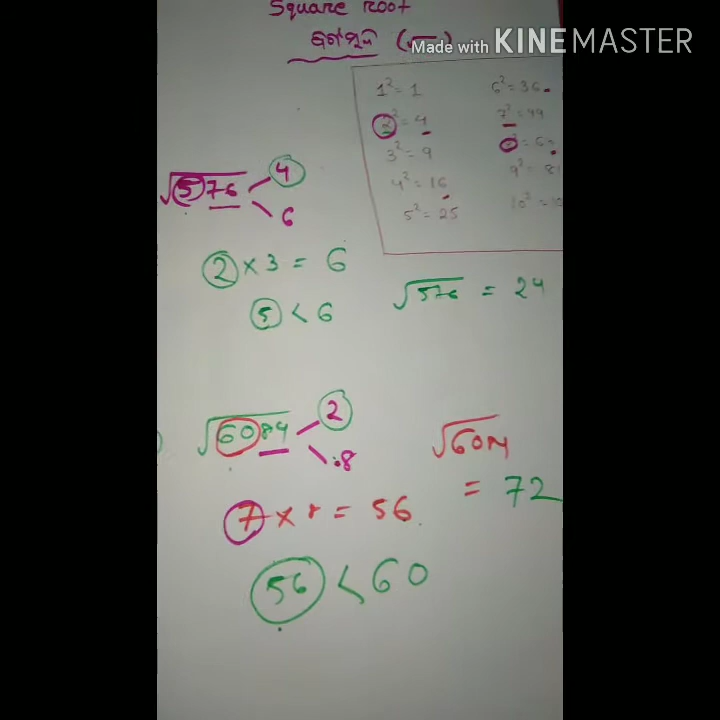 Square Root
ବର୍ଗମୂଳ (√)
Made with KINEMASTER
1² = 1
2² = 4
3² = 9
4² = 16
5² = 25
6² = 36
7² = 49
9² = 81
√576
4
6
2 × 3 = 6
5 < 6
√576 = 24
√6084
2
8
7 × 8 = 56
56 < 60
= 72